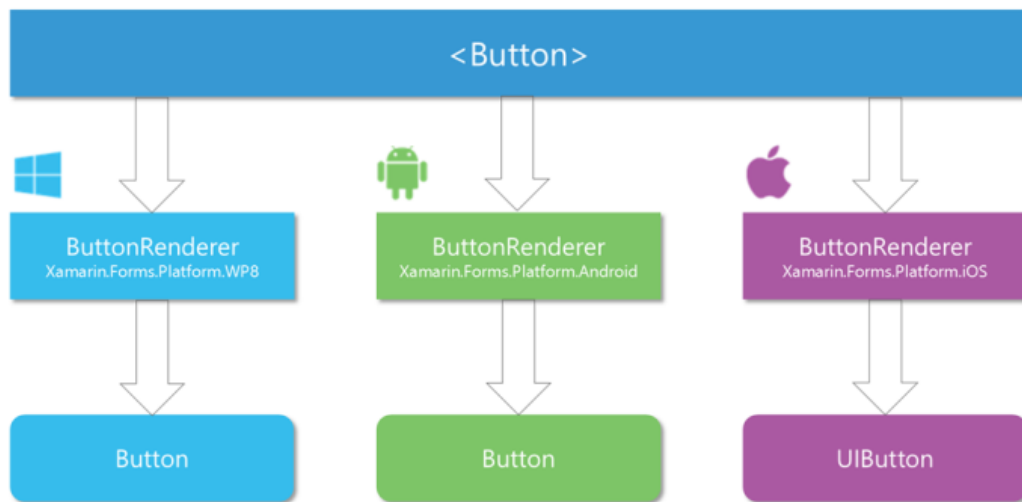 <Button>
ButtonRenderer
Xamarin.Forms.Platform.WP8
ButtonRenderer
Xamarin.Forms.Platform.Android
ButtonRenderer
Xamarin.Forms.Platform.iOS
Button
Button
UIButton